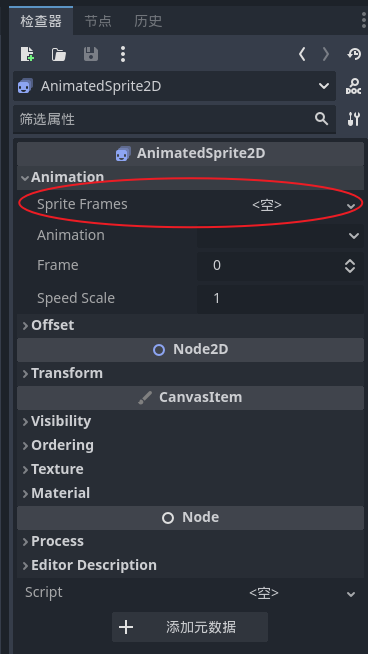 检查器 节点 历史
AnimatedSprite2D DOC
筛选属性
AnimatedSprite2D
Animation
Sprite Frames <空>
Animation
Frame 0
Speed Scale 1
Offset
Node2D
Transform
CanvasItem
Visibility
Ordering
Texture
Material
Node
Process
Editor Description
Script <空>
添加元数据